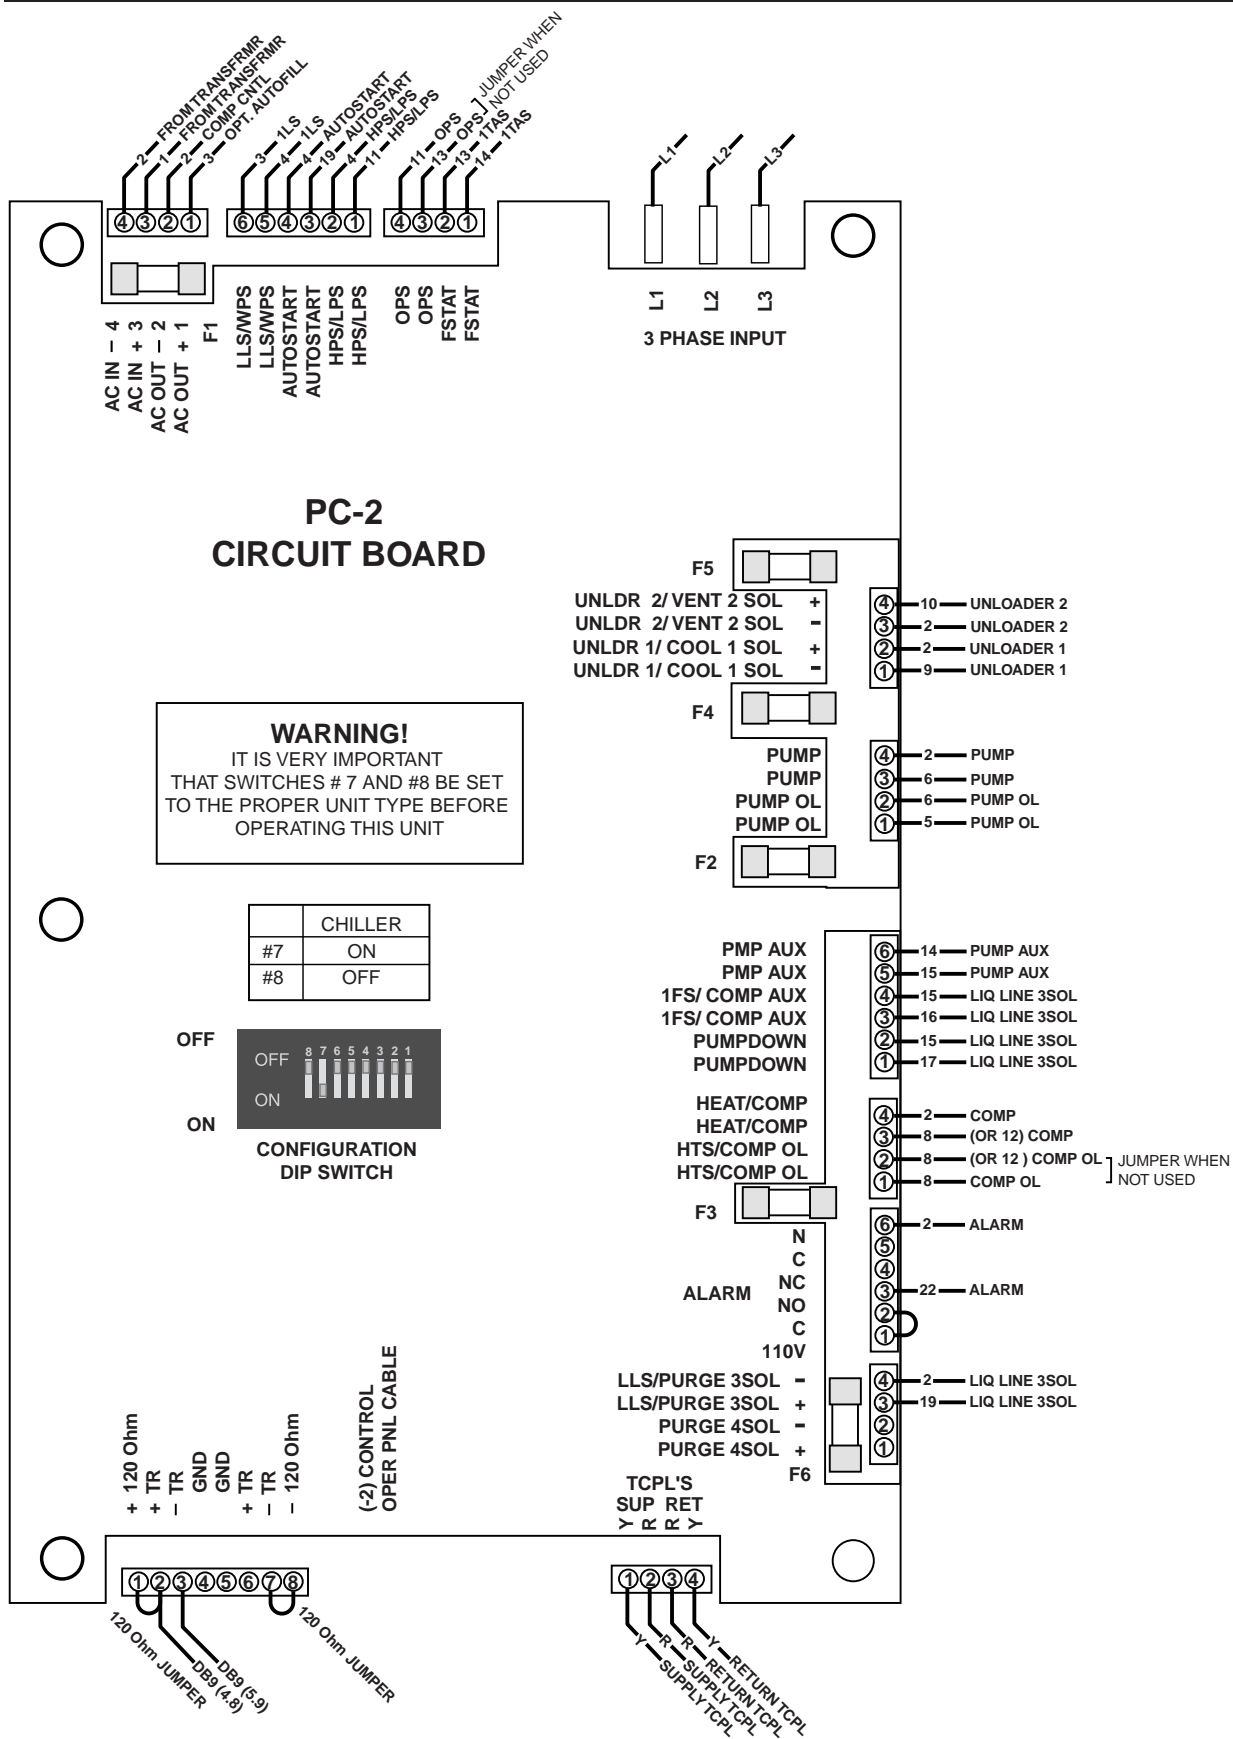 2 FROM TRANSFRMR
1 FROM TRANSFRMR
2 COMP CNTL
3 OPT. AUTOFILL
3 1LS
4 1LS
4 AUTOSTART
19 AUTOSTART
4 HPS/LPS
11 HPS/LPS
11 OPS
13 OPS
13 1TAS
14 1TAS
JUMPER WHEN
NOT USED
L1
L2
L3
4 3 2 1
6 5 4 3 2 1
4 3 2 1
AC IN – 4
AC IN + 3
AC OUT – 2
AC OUT + 1
F1
LLS/WPS
LLS/WPS
AUTOSTART
AUTOSTART
HPS/LPS
HPS/LPS
OPS
OPS
FSTAT
FSTAT
L1
L2
L3
3 PHASE INPUT
PC-2
CIRCUIT BOARD
F5
UNLDR 2/ VENT 2 SOL + 4 10 UNLOADER 2
UNLDR 2/ VENT 2 SOL - 3 2 UNLOADER 2
UNLDR 1/ COOL 1 SOL + 2 2 UNLOADER 1
UNLDR 1/ COOL 1 SOL - 1 9 UNLOADER 1
F4
WARNING!
IT IS VERY IMPORTANT
THAT SWITCHES # 7 AND #8 BE SET
TO THE PROPER UNIT TYPE BEFORE
OPERATING THIS UNIT
PUMP 4 2 PUMP
PUMP 3 6 PUMP
PUMP OL 2 6 PUMP OL
PUMP OL 1 5 PUMP OL
F2
CHILLER
#7 ON
#8 OFF
PMP AUX 6 14 PUMP AUX
PMP AUX 5 15 PUMP AUX
1FS/ COMP AUX 4 15 LIQ LINE 3SOL
1FS/ COMP AUX 3 16 LIQ LINE 3SOL
PUMPDOWN 2 15 LIQ LINE 3SOL
PUMPDOWN 1 17 LIQ LINE 3SOL
OFF
OFF 8 7 6 5 4 3 2 1
ON
ON
CONFIGURATION
DIP SWITCH
HEAT/COMP 4 2 COMP
HEAT/COMP 3 8 (OR 12) COMP
HTS/COMP OL 2 8 (OR 12 ) COMP OL
HTS/COMP OL 1 8 COMP OL
JUMPER WHEN
NOT USED
F3
N 6 2 ALARM
C 5
NC 4
ALARM
NO 3 22 ALARM
C 2
110V 1
LLS/PURGE 3SOL - 4 2 LIQ LINE 3SOL
LLS/PURGE 3SOL + 3 19 LIQ LINE 3SOL
PURGE 4SOL - 2
PURGE 4SOL + 1
F6
+ 120 Ohm
+ TR
– TR
GND
GND
+ TR
– TR
– 120 Ohm
(-2) CONTROL
OPER PNL CABLE
TCPL'S
SUP RET
Y R R Y
1 2 3 4 5 6 7 8
1 2 3 4
120 Ohm JUMPER
DB9 (4.8)
DB9 (5.9)
120 Ohm JUMPER
Y SUPPLY TCPL
R SUPPLY TCPL
R RETURN TCPL
Y RETURN TCPL